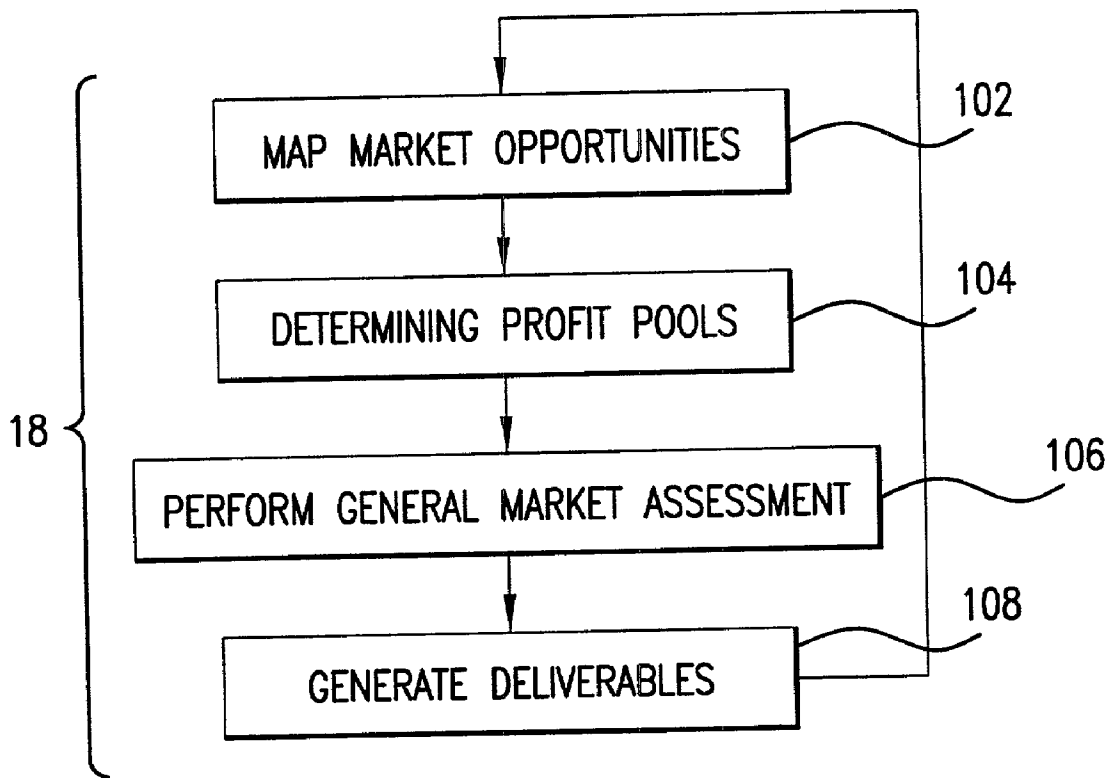 102
MAP MARKET OPPORTUNITIES
104
DETERMINING PROFIT POOLS
18
106
PERFORM GENERAL MARKET ASSESSMENT
108
GENERATE DELIVERABLES